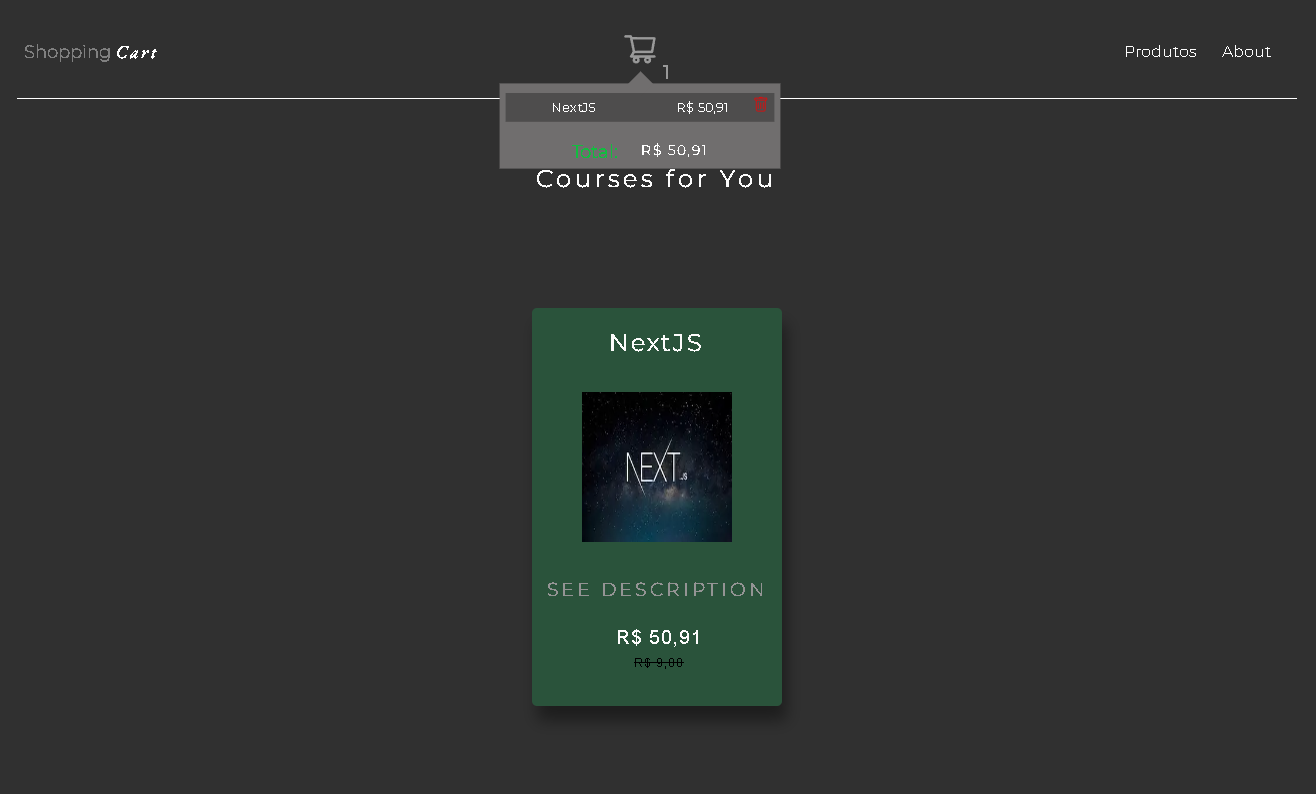 Shopping Cart
1
Produtos About
NextJS R$ 50,91
Total: R$ 50,91
Courses for You
NextJS
NEXT.JS
SEE DESCRIPTION
R$ 50,91
R$ 9,00